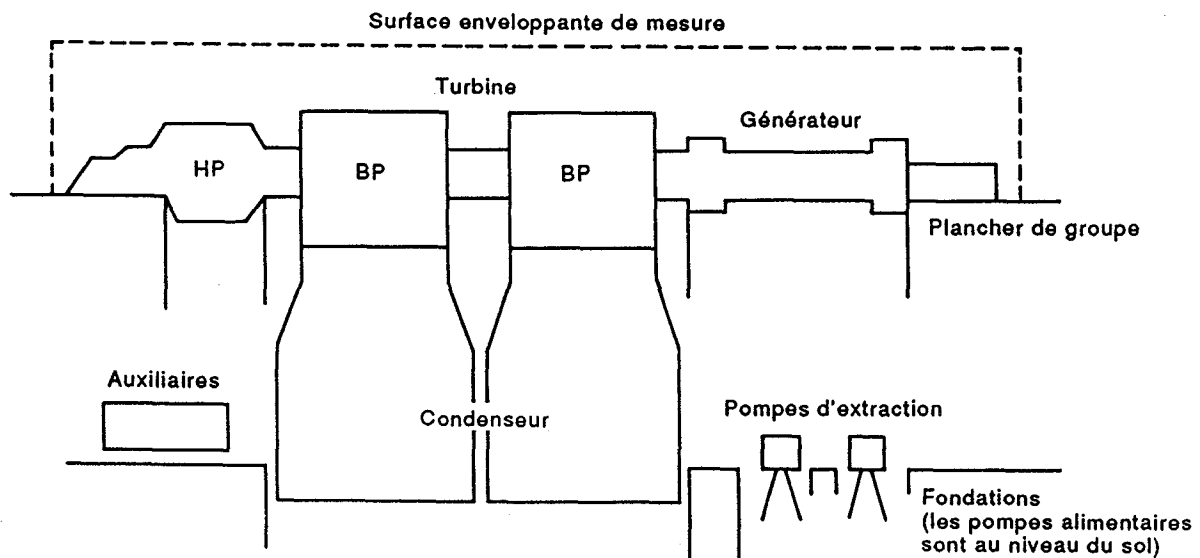 Surface enveloppante de mesure
Turbine
Générateur
HP
BP
BP
Plancher de groupe
Auxiliaires
Condenseur
Pompes d'extraction
Fondations
(les pompes alimentaires
sont au niveau du sol)